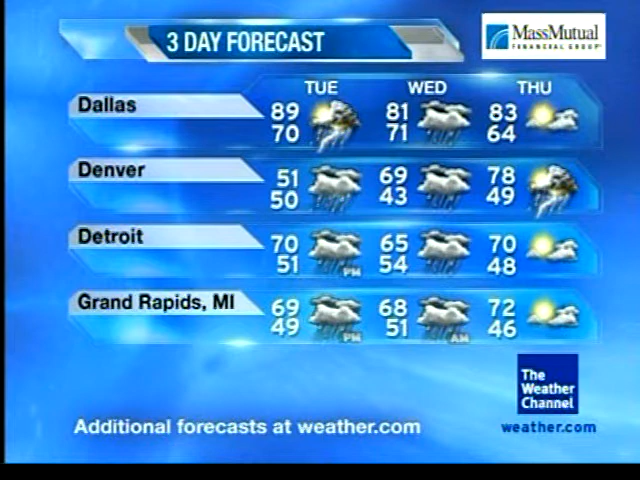 3 DAY FORECAST
MassMutual
FINANCIAL GROUP
TUE WED THU
Dallas 89 81 83
70 71 64
Denver 51 69 78
50 43 49
Detroit 70 65 70
51 PM 54 48
Grand Rapids, MI 69 68 72
49 PM 51 AM 46
The
Weather
Channel
Additional forecasts at weather.com weather.com